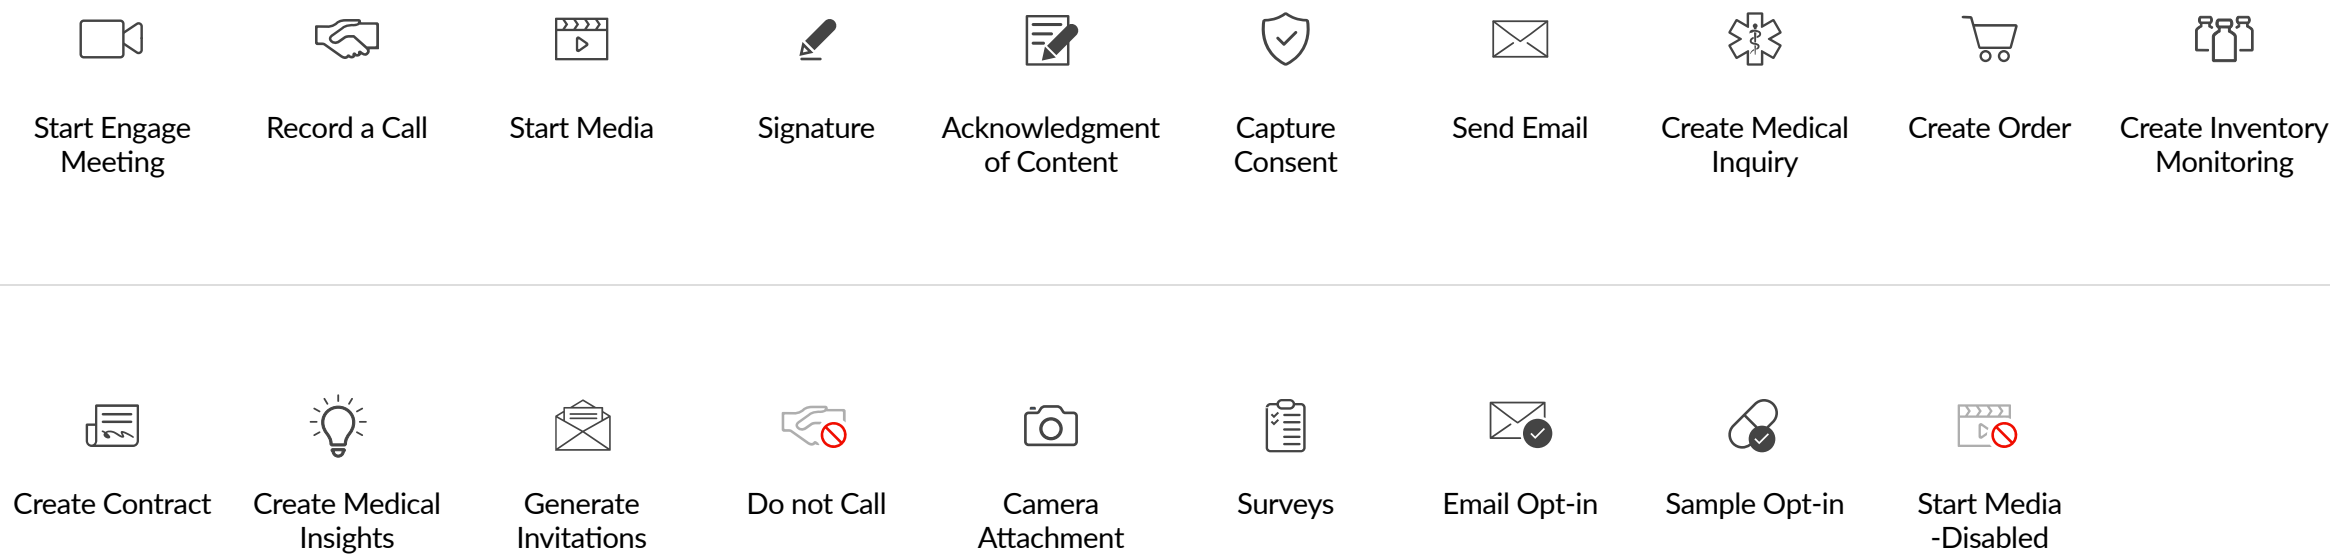 Start Engage
Meeting
Record a Call
Start Media
Signature
Acknowledgment
of Content
Capture
Consent
Send Email
Create Medical
Inquiry
Create Order
Create Inventory
Monitoring
Create Contract
Create Medical
Insights
Generate
Invitations
Do not Call
Camera
Attachment
Surveys
Email Opt-in
Sample Opt-in
Start Media
-Disabled